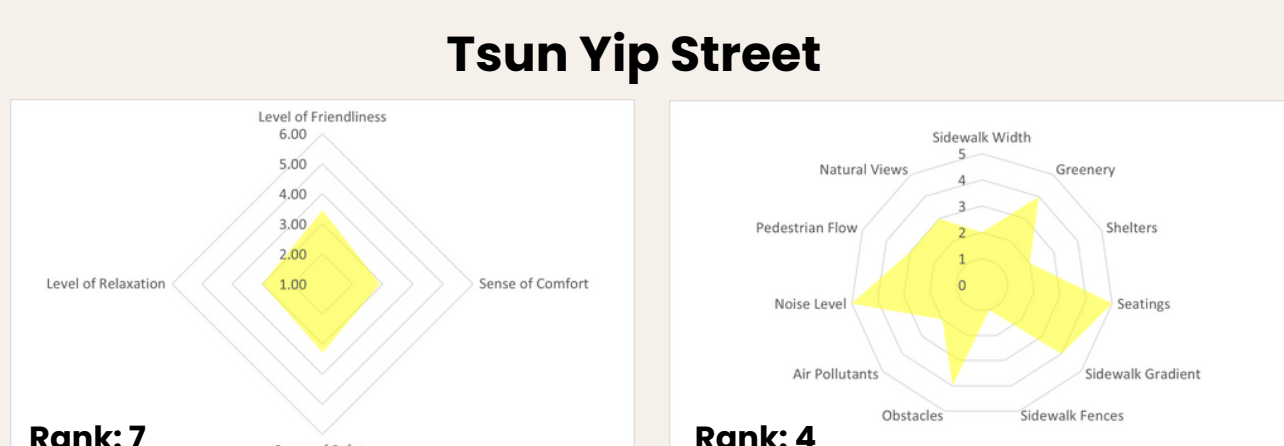 Tsun Yip Street
Level of Friendliness
6.00
5.00
4.00
3.00
2.00
1.00
Level of Relaxation
Sense of Comfort
Rank: 7
Sidewalk Width
5
4
3
2
1
0
Natural Views
Greenery
Pedestrian Flow
Shelters
Noise Level
Seatings
Air Pollutants
Sidewalk Gradient
Obstacles
Sidewalk Fences
Rank: 4